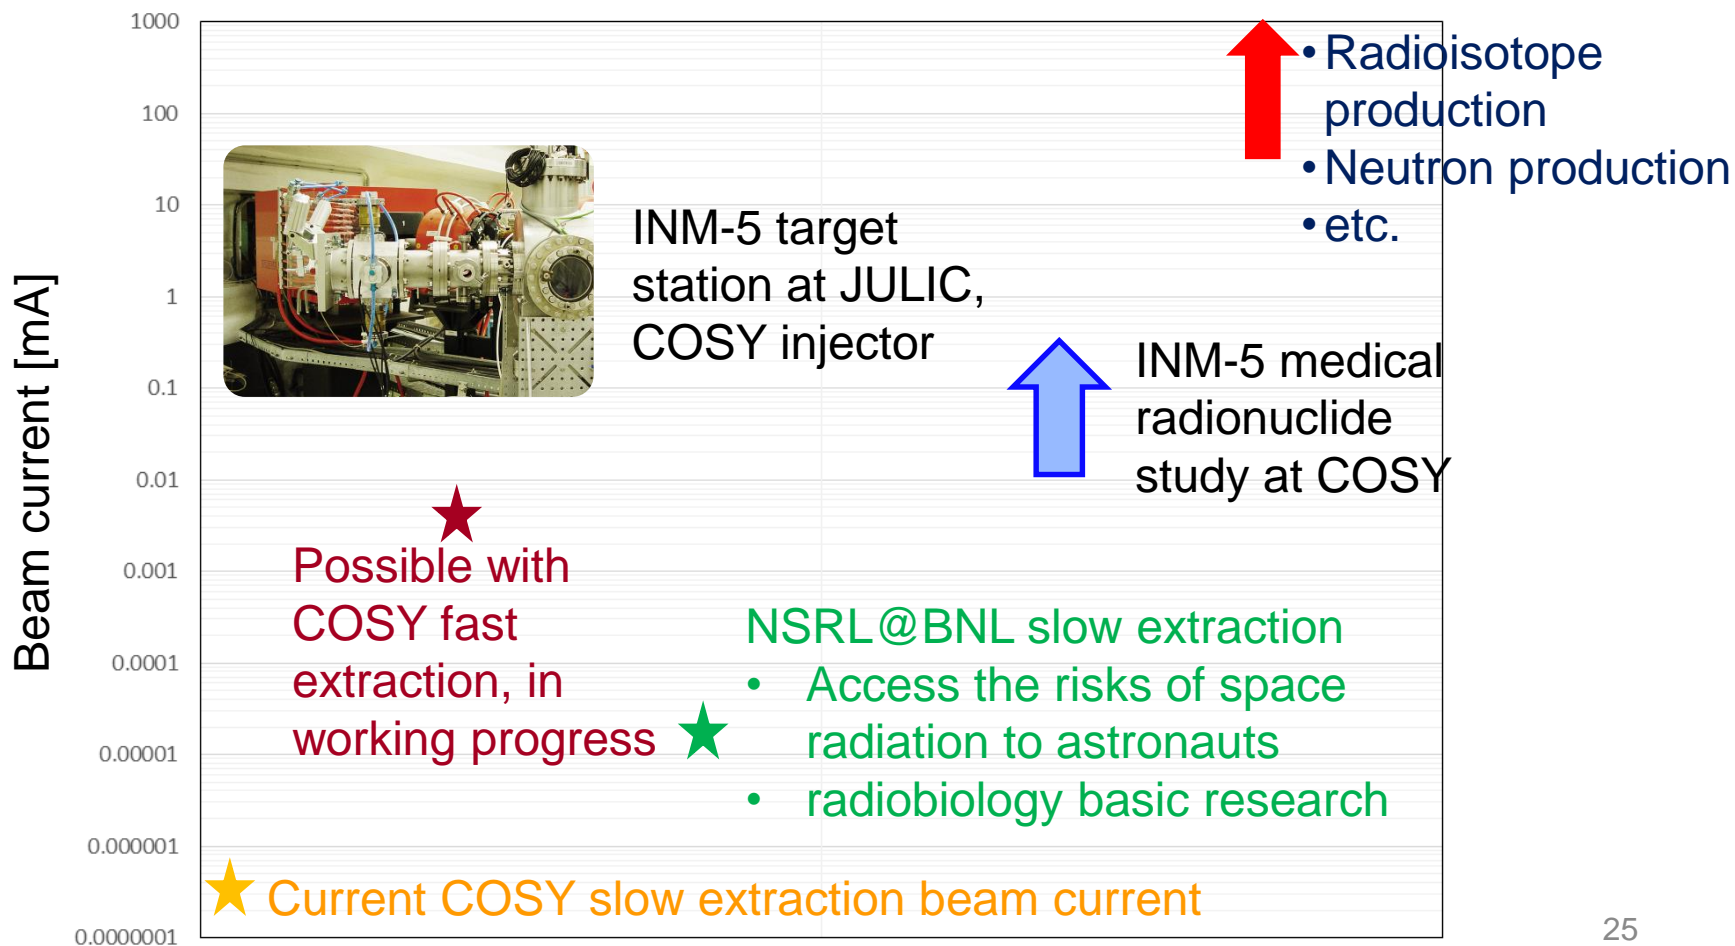 1000
100
10
1
0.1
0.01
0.001
0.0001
0.00001
0.000001
0.0000001
Beam current [mA]
• Radioisotope
production
• Neutron production
• etc.
INM-5 target
station at JULIC,
COSY injector
INM-5 medical
radionuclide
study at COSY
Possible with
COSY fast
extraction, in
working progress
NSRL@BNL slow extraction
• Access the risks of space
radiation to astronauts
• radiobiology basic research
Current COSY slow extraction beam current
25